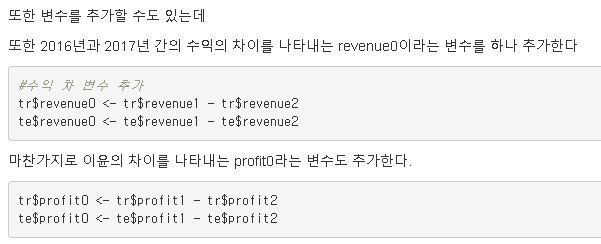 또한 변수를 추가할 수도 있는데
또한 2016년과 2017년 간의 수익의 차이를 나타내는 revenue0이라는 변수를 하나 추가한다
#수익 차 변수 추가
tr$revenue0 <- tr$revenue1 - tr$revenue2
te$revenue0 <- te$revenue1 - te$revenue2
마찬가지로 이윤의 차이를 나타내는 profit0라는 변수도 추가한다.
tr$profit0 <- tr$profit1 - tr$profit2
te$profit0 <- te$profit1 - te$profit2